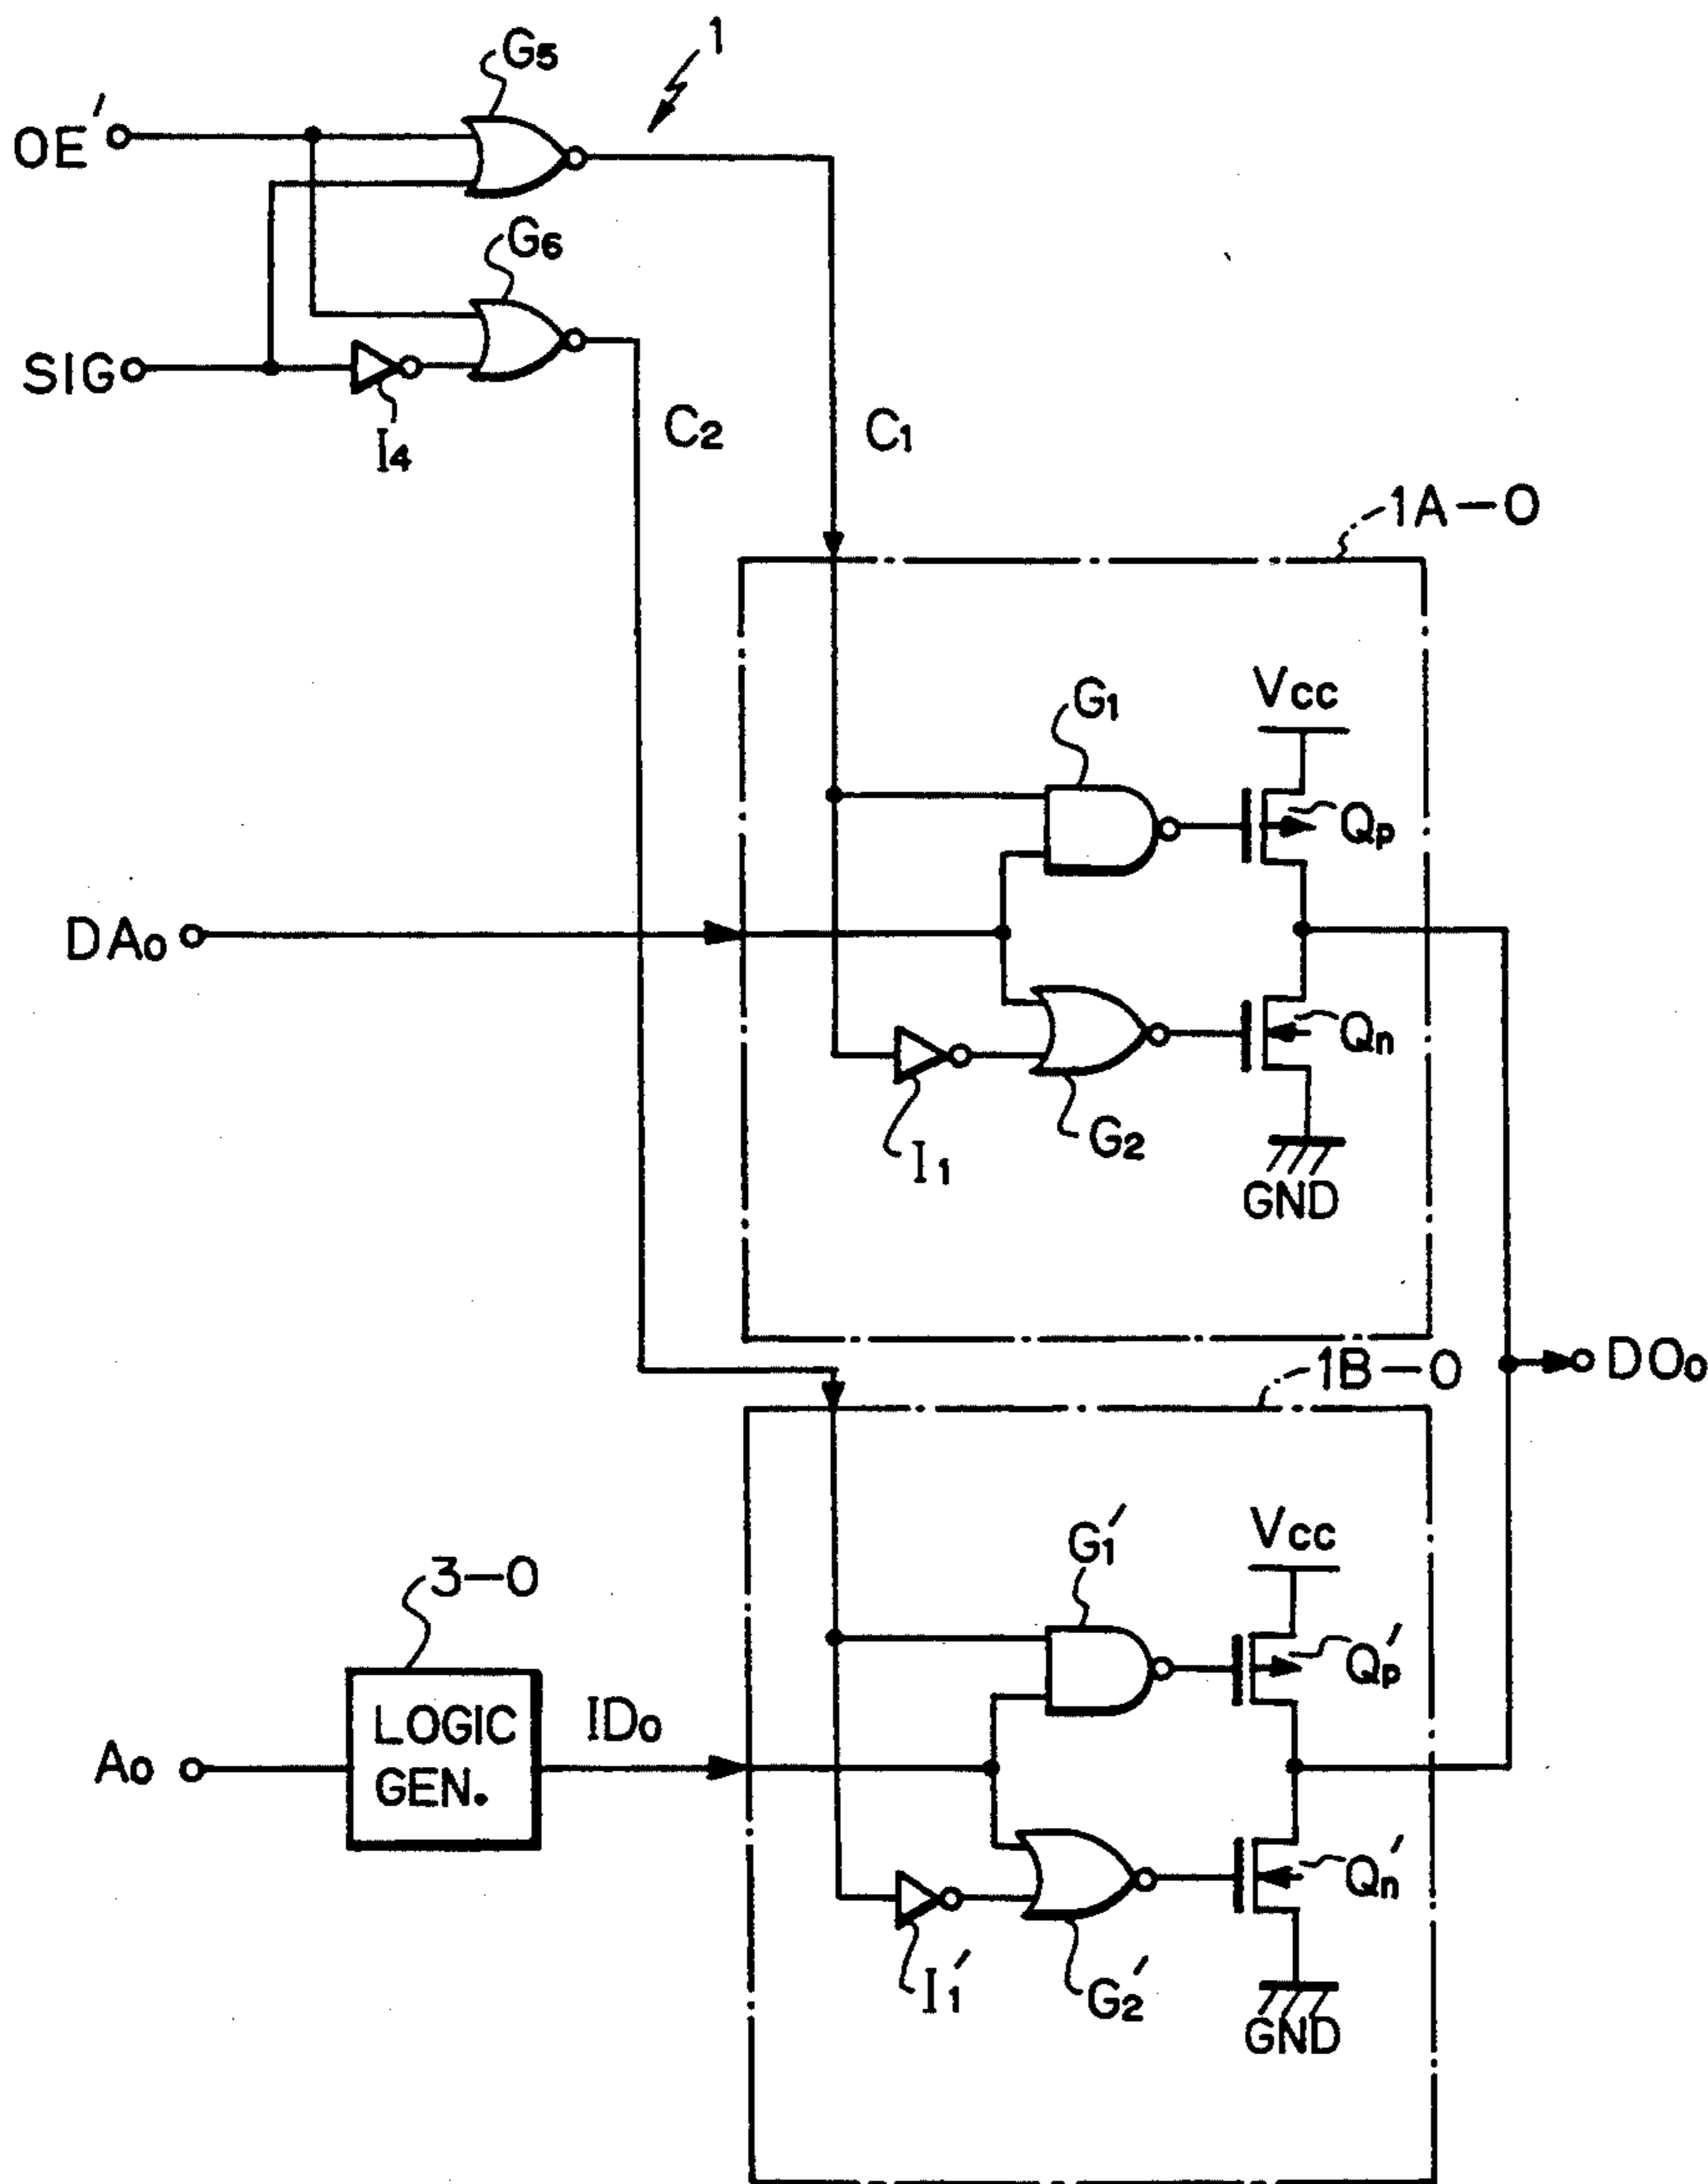 1
G5
OE'
G6
SIG
I4
C2
C1
1A-0
Vcc
G1
Qp
DA0
Qn
I1
G2
GND
1B-0
DO0
Vcc
G1'
3-0
Qp'
LOGIC
GEN.
ID0
A0
Qn'
I1'
G2'
GND